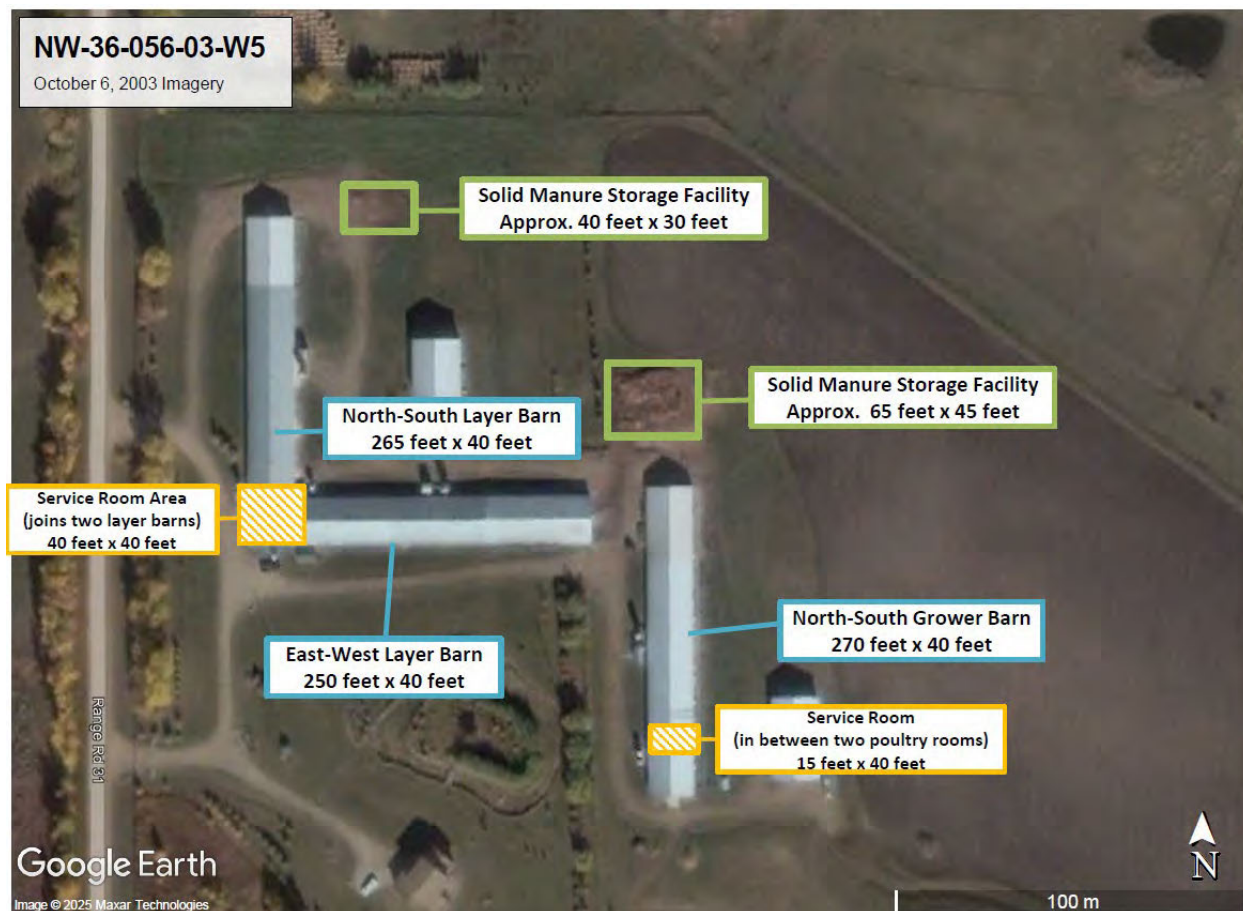 NW-36-056-03-W5
October 6, 2003 Imagery
Solid Manure Storage Facility
Approx. 40 feet x 30 feet
Solid Manure Storage Facility
Approx. 65 feet x 45 feet
North-South Layer Barn
265 feet x 40 feet
Service Room Area
(joins two layer barns)
40 feet x 40 feet
East-West Layer Barn
250 feet x 40 feet
North-South Grower Barn
270 feet x 40 feet
Service Room
(in between two poultry rooms)
15 feet x 40 feet
Range Rd 31
Google Earth
Image © 2025 Maxar Technologies
N
100 m